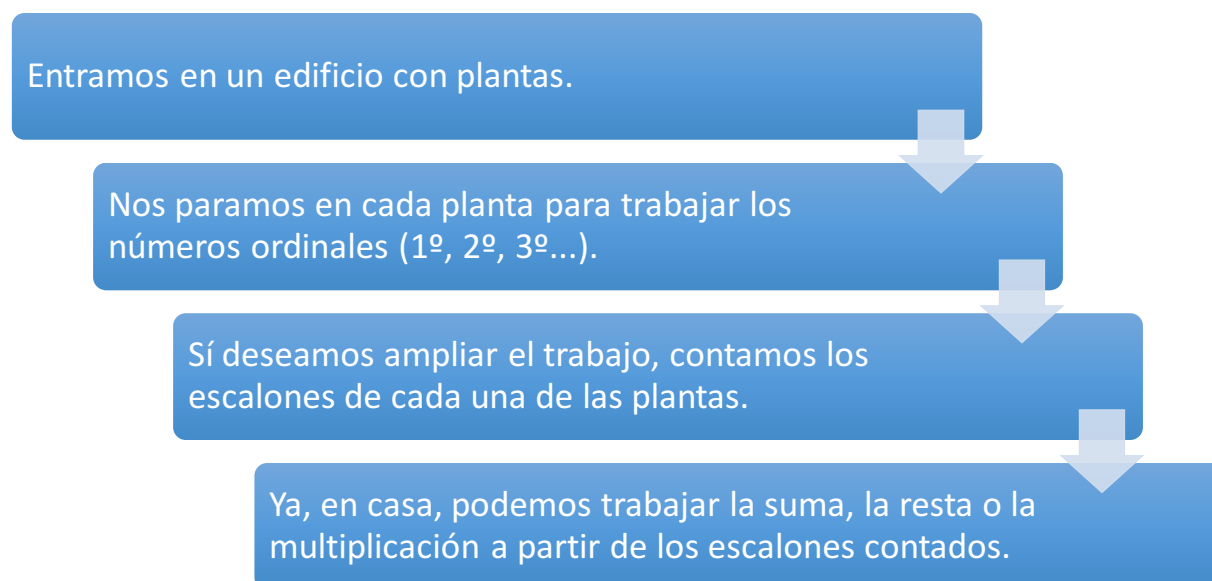 Entramos en un edificio con plantas.
Nos paramos en cada planta para trabajar los
números ordinales (1º, 2º, 3º...).
Sí deseamos ampliar el trabajo, contamos los
escalones de cada una de las plantas.
Ya, en casa, podemos trabajar la suma, la resta o la
multiplicación a partir de los escalones contados.